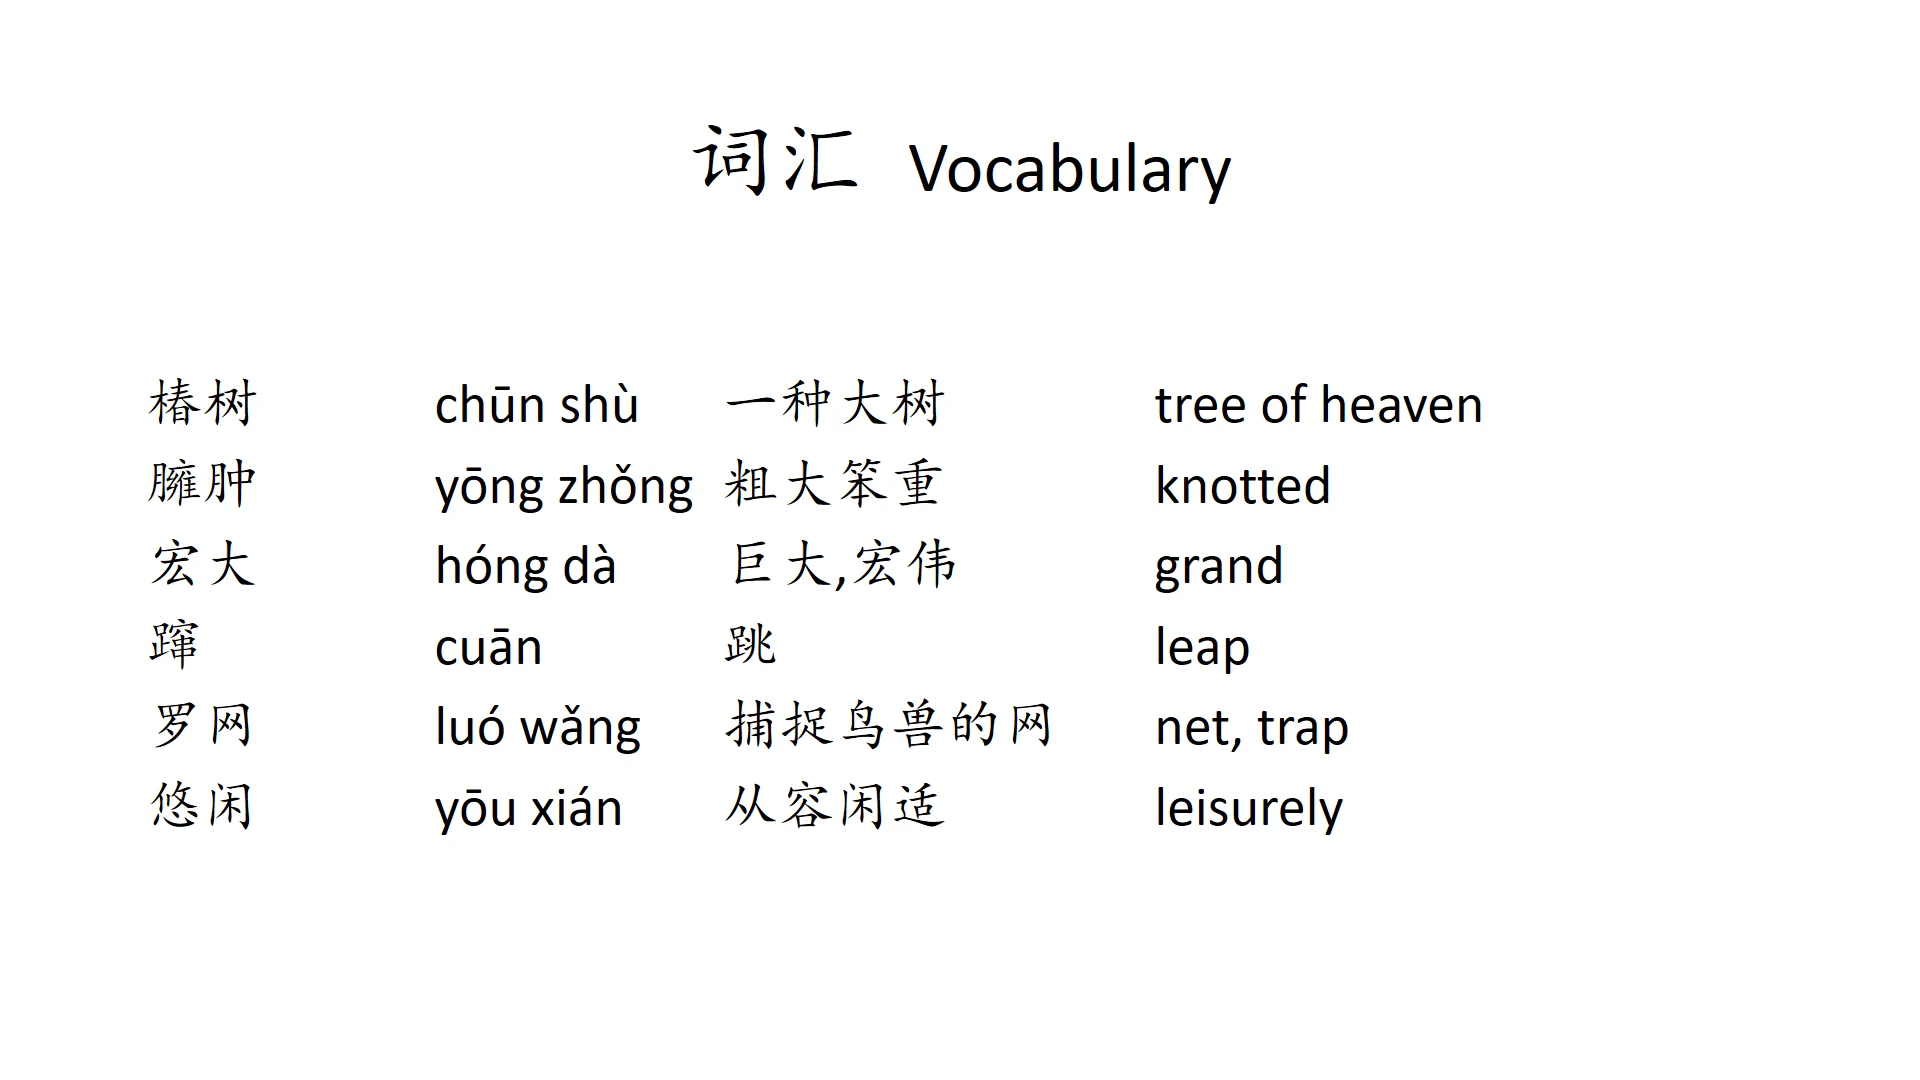 词汇 Vocabulary
椿树 chūn shù 一种大树 tree of heaven
臃肿 yōng zhǒng 粗大笨重 knotted
宏大 hóng dà 巨大,宏伟 grand
蹿 cuān 跳 leap
罗网 luó wǎng 捕捉鸟兽的网 net, trap
悠闲 yōu xián 从容闲适 leisurely